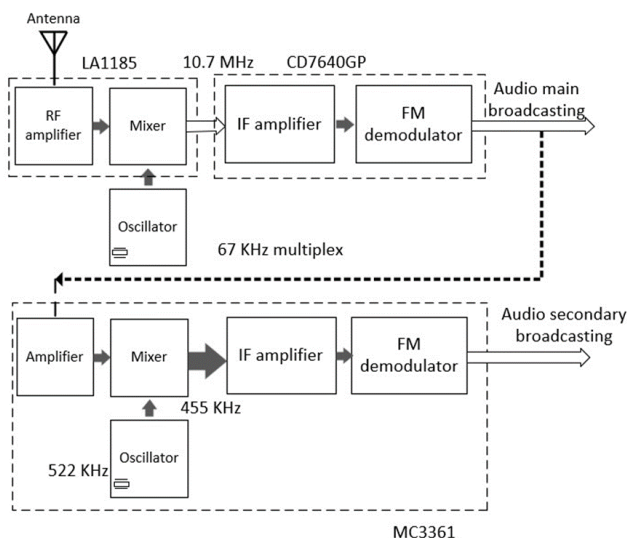 Antenna
LA1185
10.7 MHz
CD7640GP
RF
amplifier
Mixer
IF amplifier
FM
demodulator
Audio main
broadcasting
Oscillator
67 KHz multiplex
Amplifier
Mixer
IF amplifier
FM
demodulator
Audio secondary
broadcasting
455 KHz
Oscillator
522 KHz
MC3361